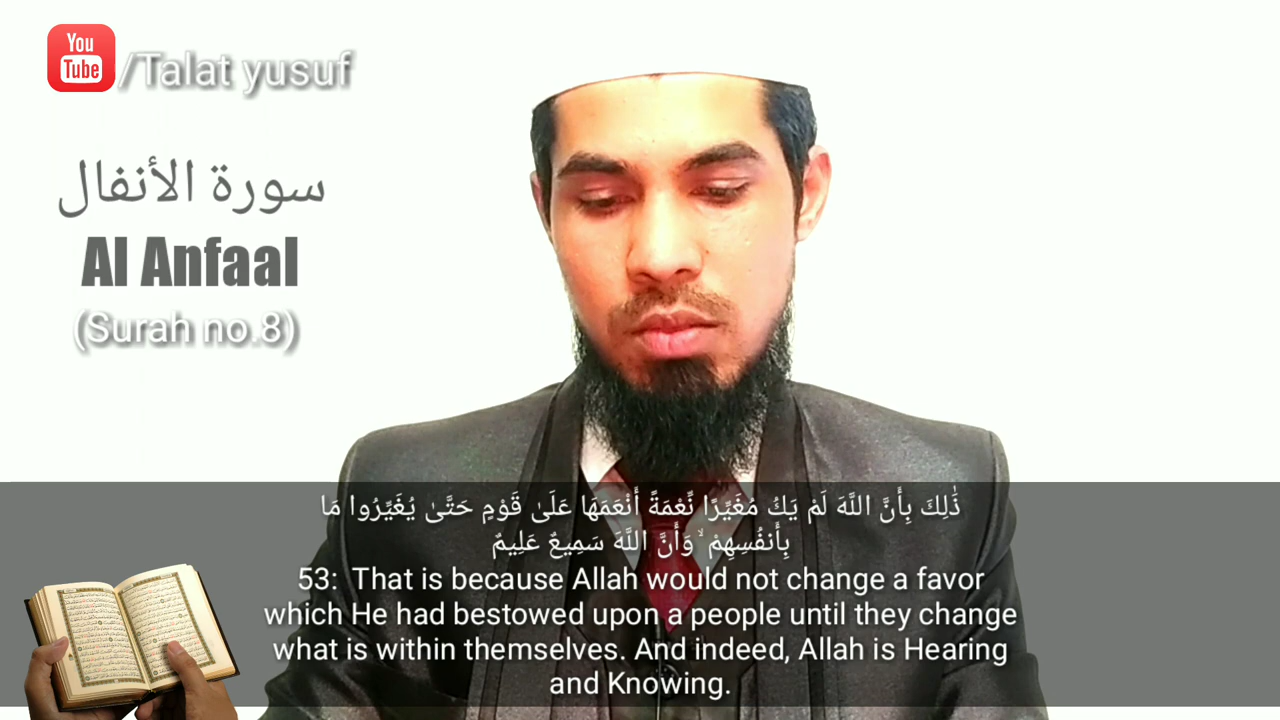 You
Tube
/Talat yusuf
سورة الأنفال
Al Anfaal
(Surah no.8)
ذَٰلِكَ بِأَنَّ اللَّهَ لَمْ يَكُ مُغَيِّرًا نِّعْمَةً أَنْعَمَهَا عَلَىٰ قَوْمٍ حَتَّىٰ يُغَيِّرُوا مَا
بِأَنفُسِهِمْ ۙ وَأَنَّ اللَّهَ سَمِيعٌ عَلِيمٌ
53:  That is because Allah would not change a favor
which He had bestowed upon a people until they change
what is within themselves. And indeed, Allah is Hearing
and Knowing.